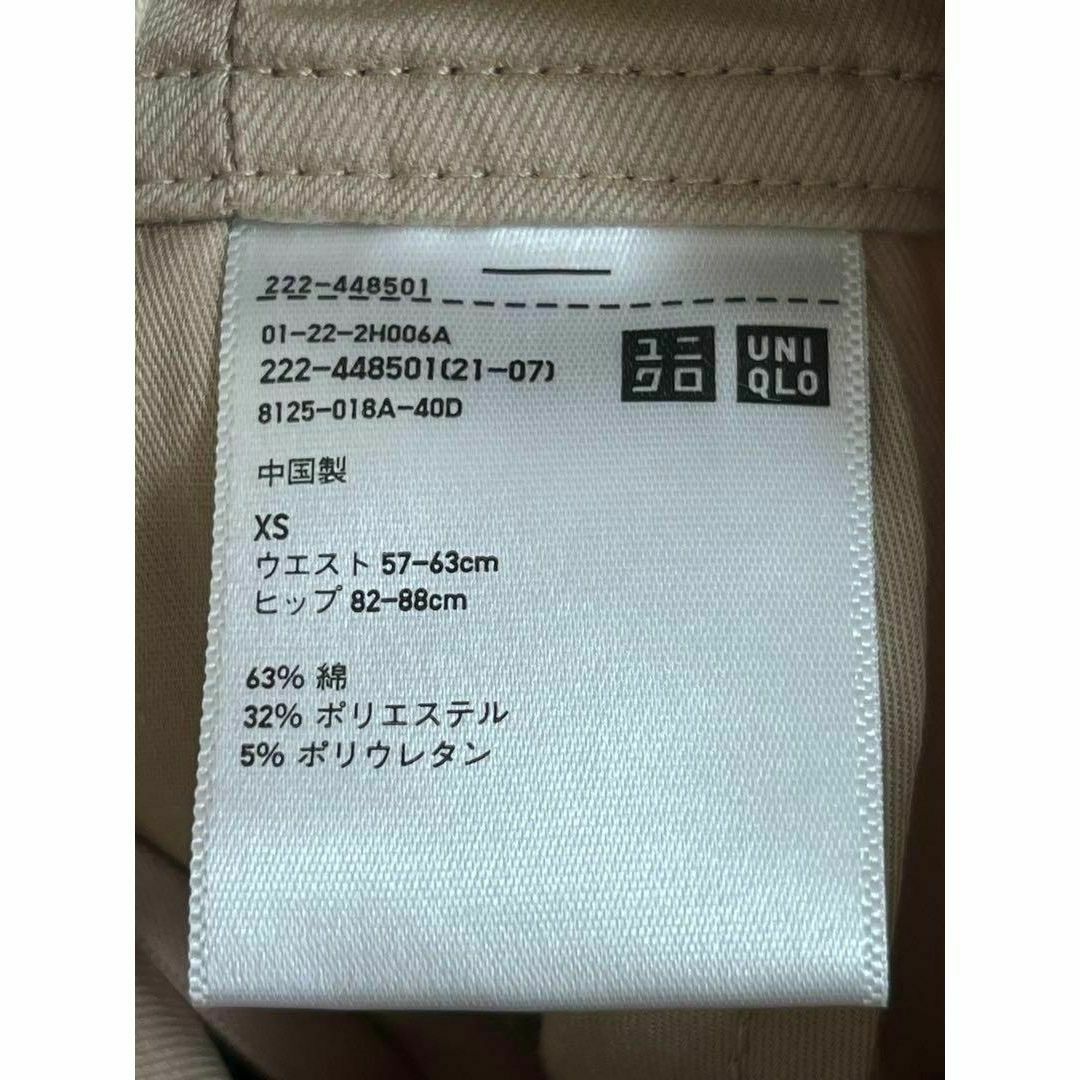 222-448501
01-22-2H006A
222-448501(21-07)
8125-018A-40D
ユニ
クロ
UNI
QLO
中国製
XS
ウエスト 57-63cm
ヒップ 82-88cm
63% 綿
32% ポリエステル
5% ポリウレタン